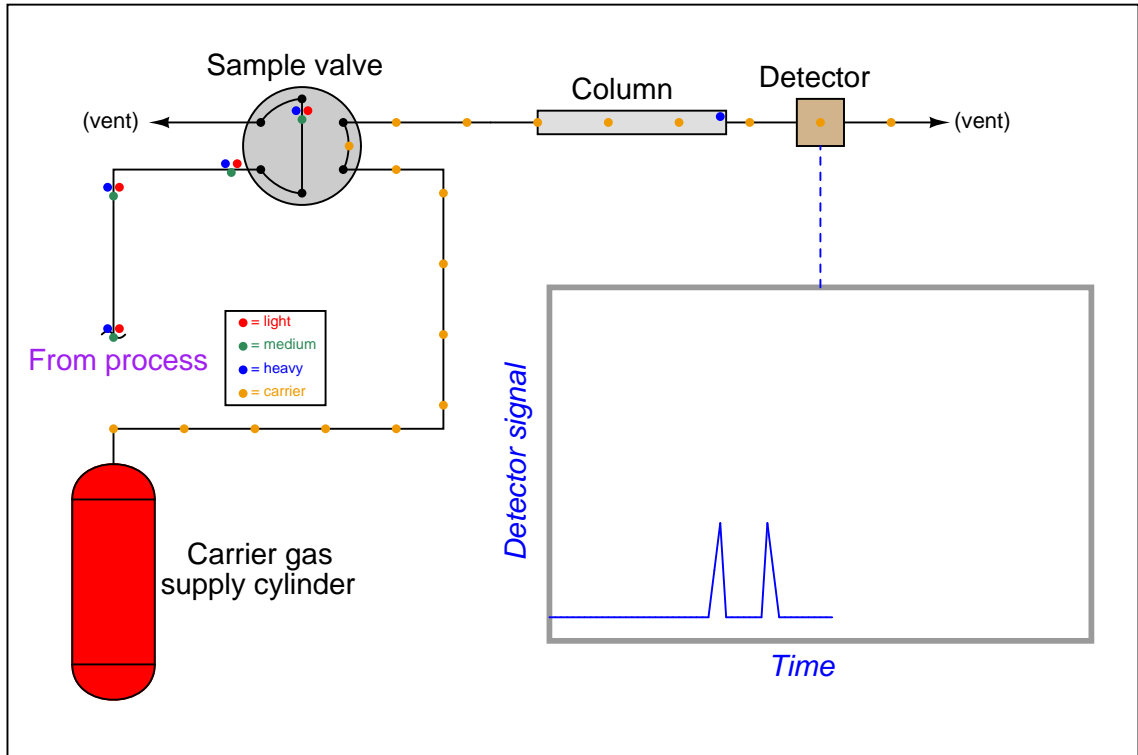 Sample valve
Column
Detector
(vent)
(vent)
= light
= medium
= heavy
= carrier
From process
Detector signal
Carrier gas
supply cylinder
Time